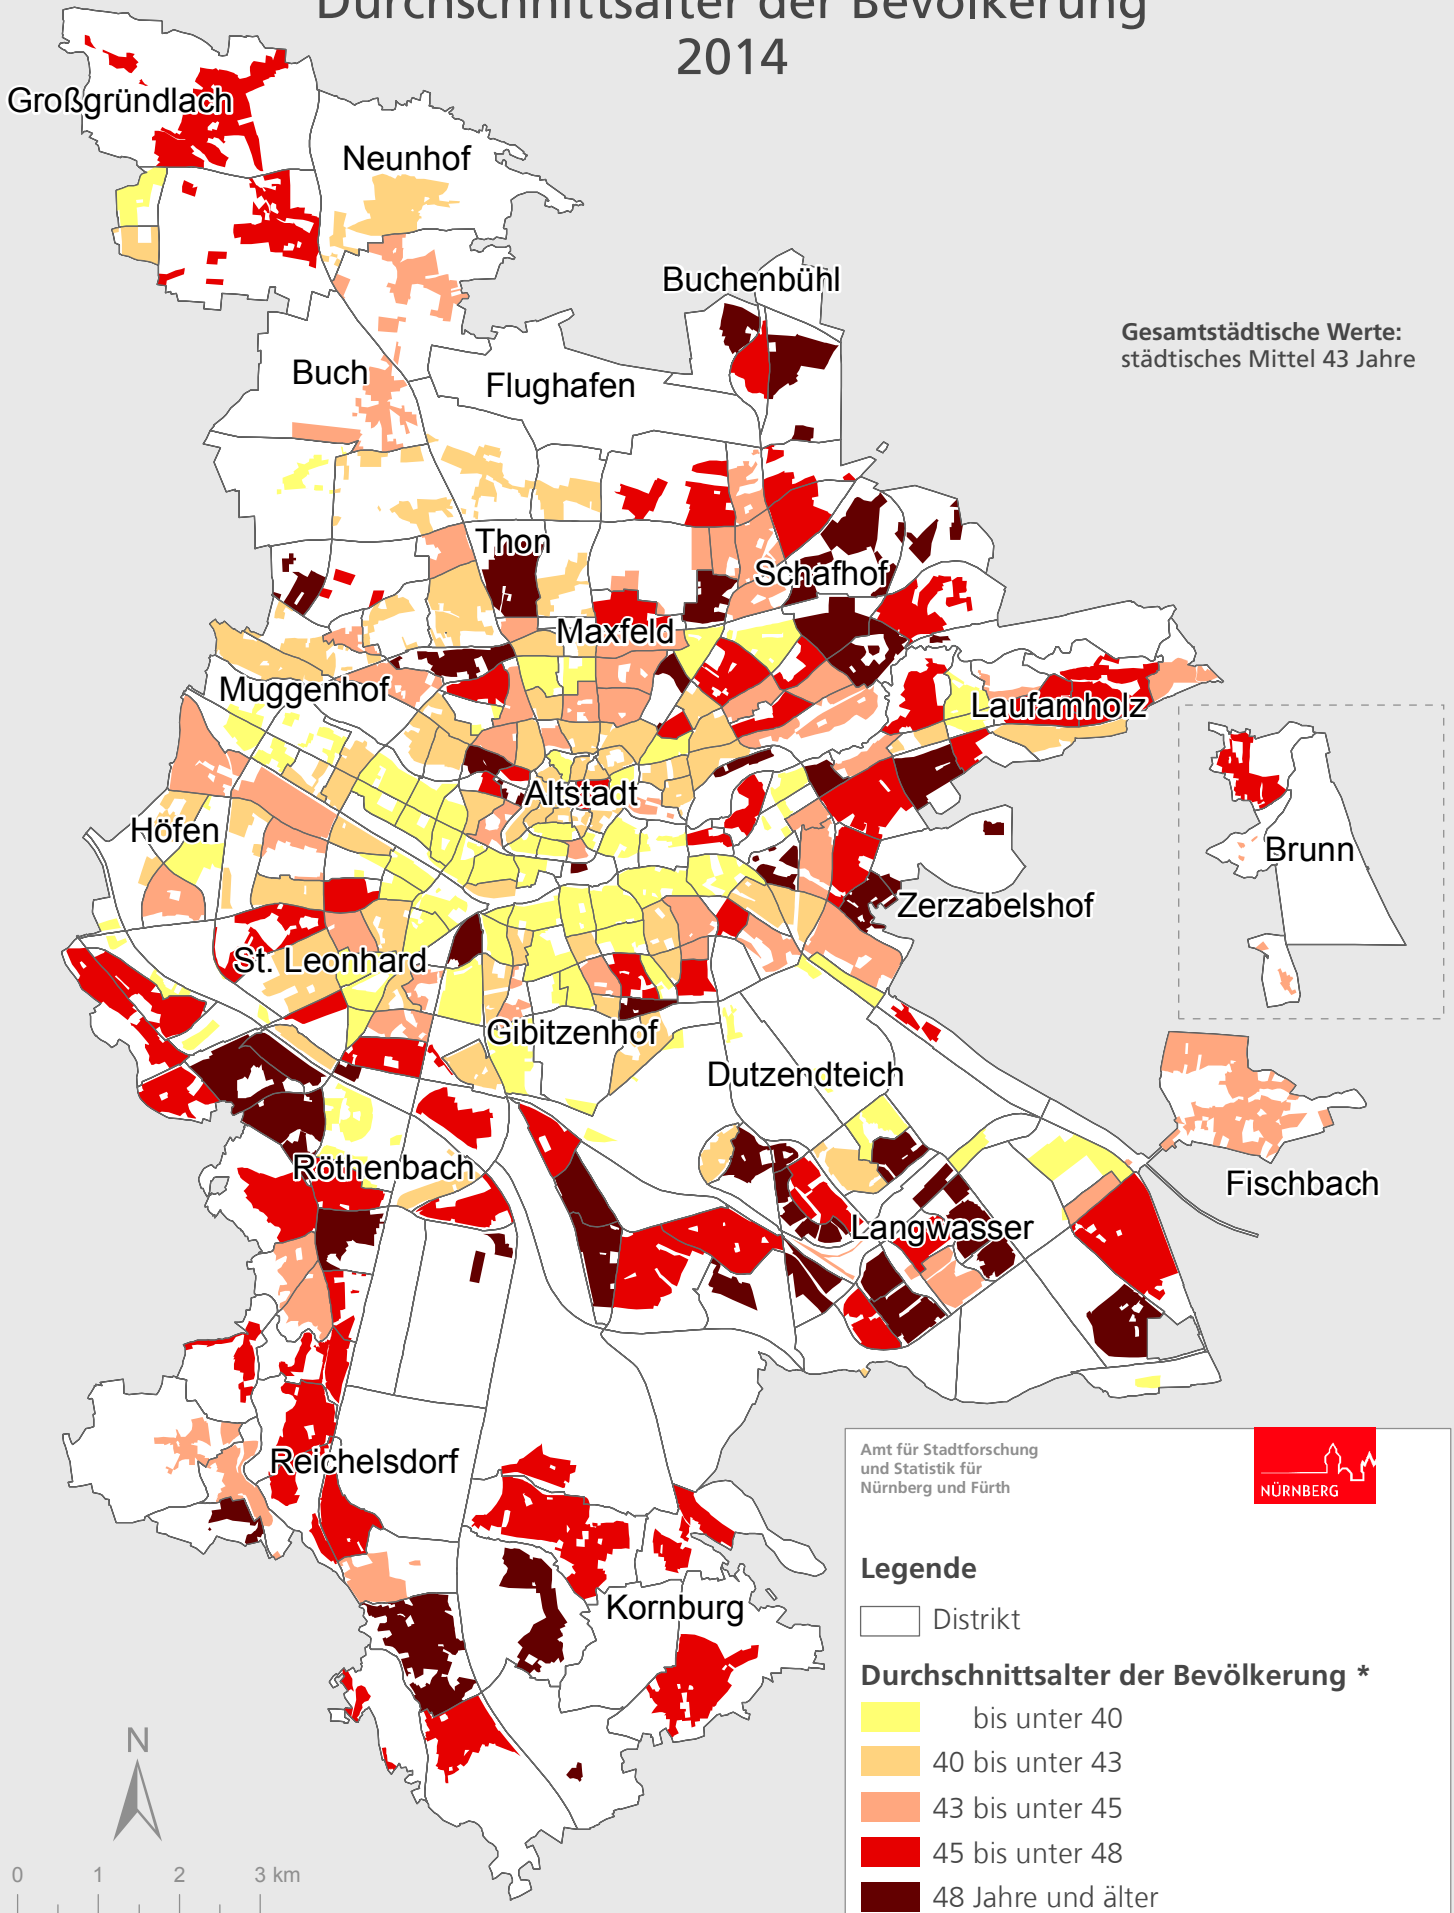 Durchschnittsalter der Bevölkerung
2014
Großgründlach
Neunhof
Buchenbühl
Gesamtstädtische Werte:
städtisches Mittel 43 Jahre
Buch
Flughafen
Thon
Schafhof
Maxfeld
Muggenhof
Laufamholz
Altstadt
Höfen
Brunn
Zerzabelshof
St. Leonhard
Gibitzenhof
Dutzendteich
Röthenbach
Fischbach
Langwasser
Reichelsdorf
Kornburg
Amt für Stadtforschung
und Statistik für
Nürnberg und Fürth
NÜRNBERG
Legende
Distrikt
Durchschnittsalter der Bevölkerung *
bis unter 40
40 bis unter 43
43 bis unter 45
45 bis unter 48
48 Jahre und älter
N
0 1 2 3 km